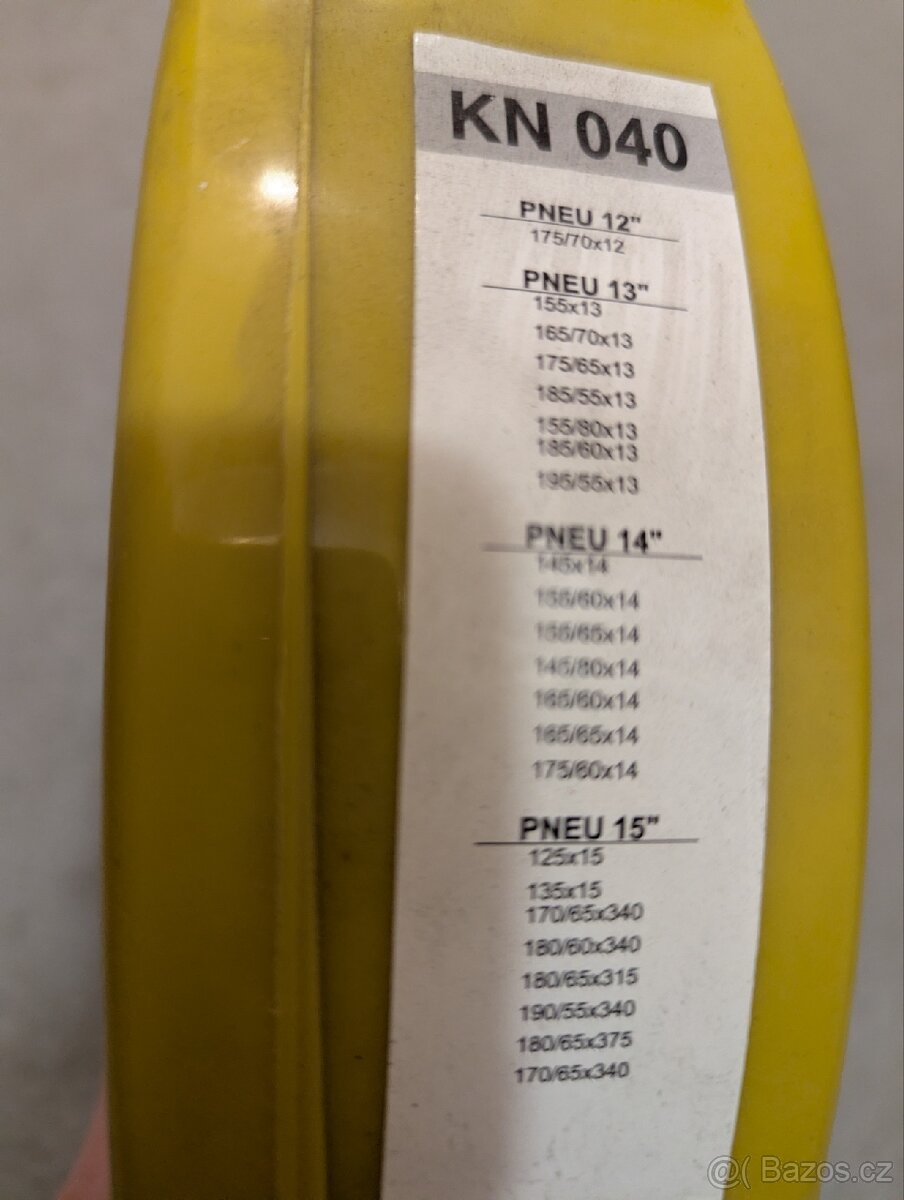 KN 040
PNEU 12"
175/70x12
PNEU 13"
155x13
165/70x13
175/65x13
185/55x13
155/80x13
185/60x13
195/55x13
PNEU 14"
145x14
155/60x14
155/65x14
145/80x14
165/60x14
165/65x14
175/60x14
PNEU 15"
125x15
135x15
170/65x340
180/60x340
180/65x315
190/55x340
180/65x375
170/65x340
@( Bazos.cz